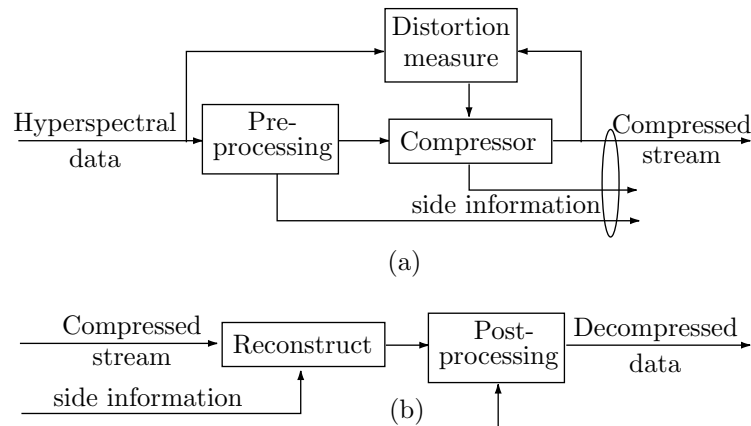 Distortion
measure
Hyperspectral
data
Pre-
processing
Compressor
Compressed
stream
side information
(a)
Compressed
stream
Reconstruct
Post-
processing
Decompressed
data
side information
(b)